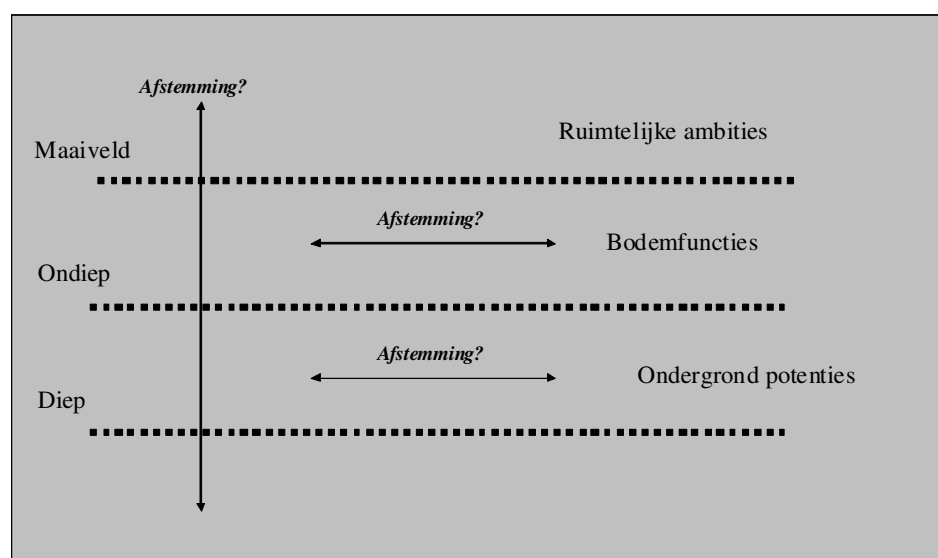 Afstemming?
Ruimtelijke ambities
Maaiveld
Afstemming?
Bodemfuncties
Ondiep
Afstemming?
Ondergrond potenties
Diep